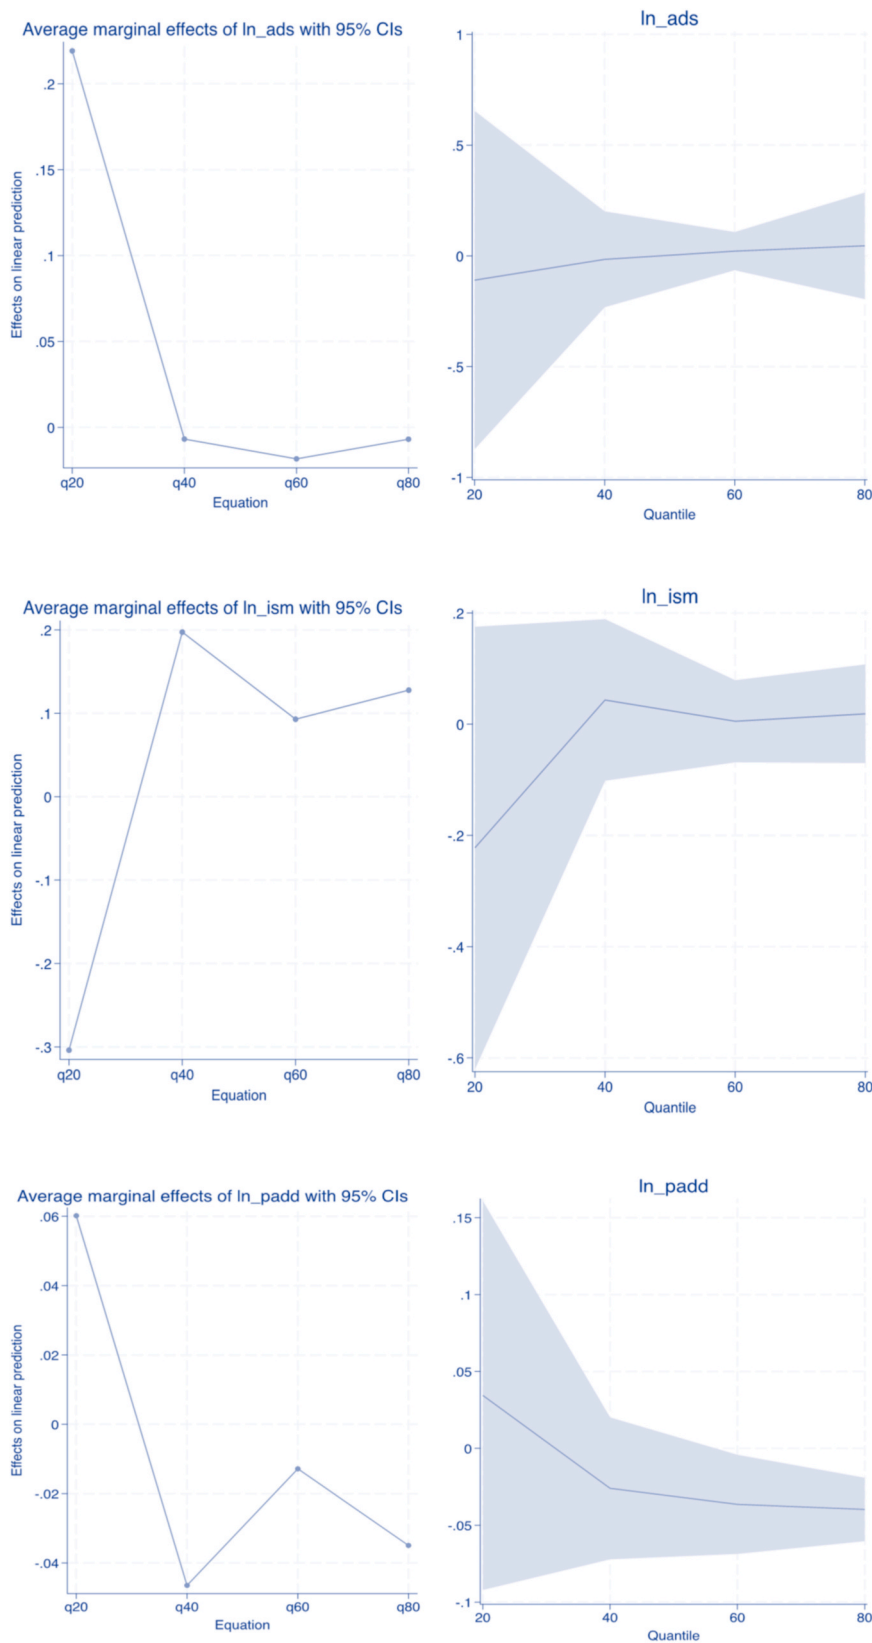 Average marginal effects of ln_ads with 95% CIs
Effects on linear prediction
.2
.15
.1
.05
0
q20 q40 q60 q80
Equation
ln_ads
1
.5
0
-.5
-1
20 40 60 80
Quantile
Average marginal effects of ln_ism with 95% CIs
Effects on linear prediction
.2
.1
0
-.1
-.2
-.3
q20 q40 q60 q80
Equation
ln_ism
.2
0
-.2
-.4
-.6
20 40 60 80
Quantile
Average marginal effects of ln_padd with 95% CIs
Effects on linear prediction
.06
.04
.02
0
-.02
-.04
q20 q40 q60 q80
Equation
ln_padd
.15
.1
.05
0
-.05
-.1
20 40 60 80
Quantile